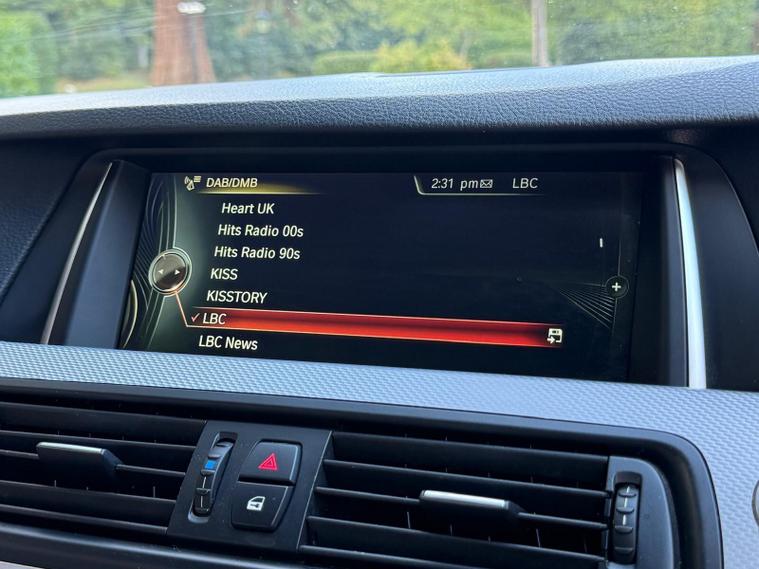 DAB/DMB
2:31 pm LBC
Heart UK
Hits Radio 00s
Hits Radio 90s
KISS
KISSTORY
✓ LBC
LBC News